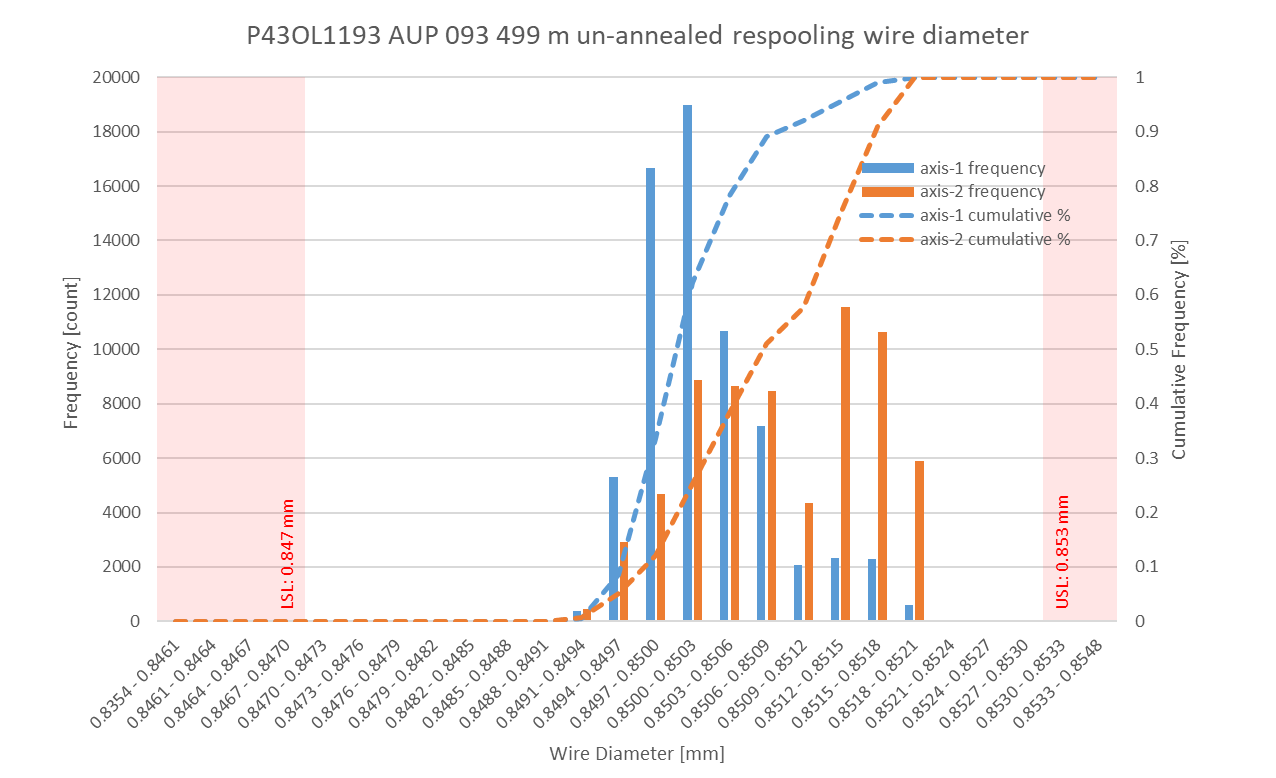 P43OL1193 AUP 093 499 m un-annealed respooling wire diameter
20000
18000
16000
14000
12000
10000
8000
6000
4000
2000
0
Frequency [count]
1
0.9
0.8
0.7
0.6
0.5
0.4
0.3
0.2
0.1
0
Cumulative Frequency [%]
axis-1 frequency
axis-2 frequency
axis-1 cumulative %
axis-2 cumulative %
LSL: 0.847 mm
USL: 0.853 mm
0.8354 - 0.8461
0.8461 - 0.8464
0.8464 - 0.8467
0.8467 - 0.8470
0.8470 - 0.8473
0.8473 - 0.8476
0.8476 - 0.8479
0.8479 - 0.8482
0.8482 - 0.8485
0.8485 - 0.8488
0.8488 - 0.8491
0.8491 - 0.8494
0.8494 - 0.8497
0.8497 - 0.8500
0.8500 - 0.8503
0.8503 - 0.8506
0.8506 - 0.8509
0.8509 - 0.8512
0.8512 - 0.8515
0.8515 - 0.8518
0.8518 - 0.8521
0.8521 - 0.8524
0.8524 - 0.8527
0.8527 - 0.8530
0.8530 - 0.8533
0.8533 - 0.8548
Wire Diameter [mm]